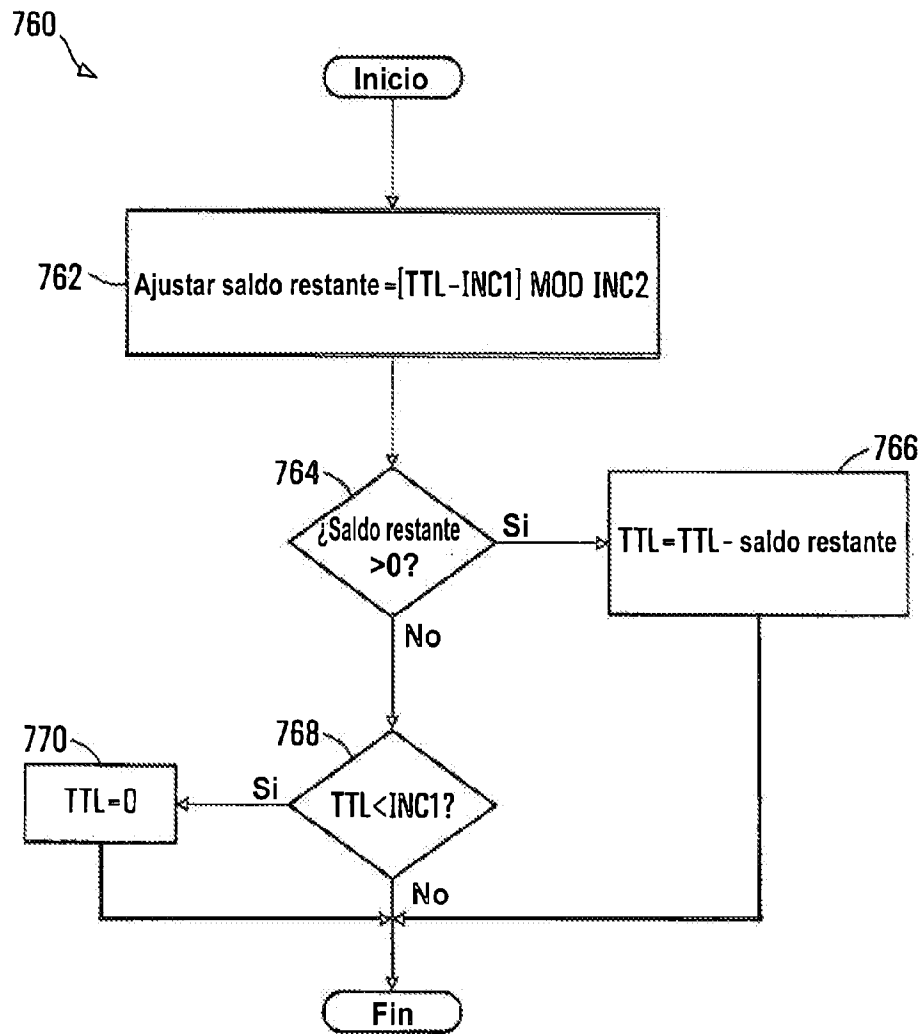 760
Inicio
762
Ajustar saldo restante=[TTL-INC1] MOD INC2
764
¿Saldo restante
>0?
Si
766
TTL=TTL- saldo restante
No
768
770
TTL=0
Si
TTL<INC1?
No
Fin